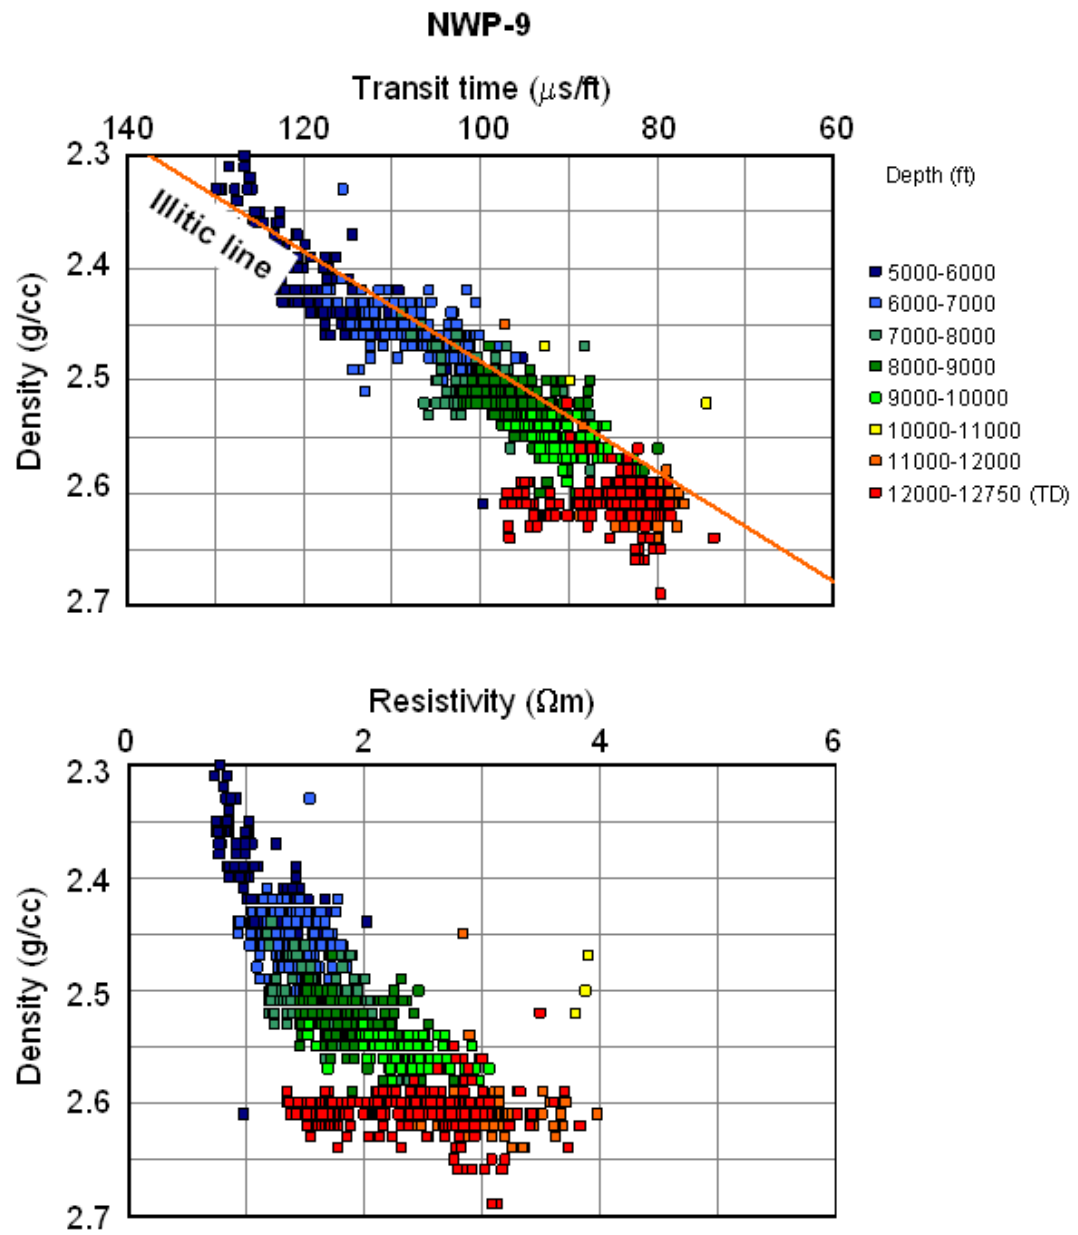 NWP-9
Transit time (μs/ft)
140 120 100 80 60
2.3
2.4
2.5
2.6
2.7
Density (g/cc)
Illitic line
Depth (ft)
5000-6000
6000-7000
7000-8000
8000-9000
9000-10000
10000-11000
11000-12000
12000-12750 (TD)
Resistivity (Ωm)
0 2 4 6
2.3
2.4
2.5
2.6
2.7
Density (g/cc)